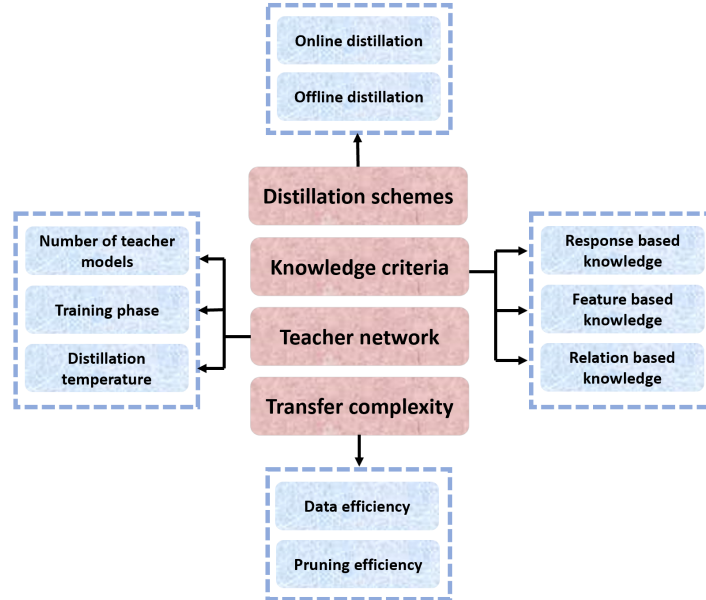 Online distillation
Offline distillation
Distillation schemes
Knowledge criteria
Teacher network
Transfer complexity
Number of teacher
models
Training phase
Distillation
temperature
Response based
knowledge
Feature based
knowledge
Relation based
knowledge
Data efficiency
Pruning efficiency